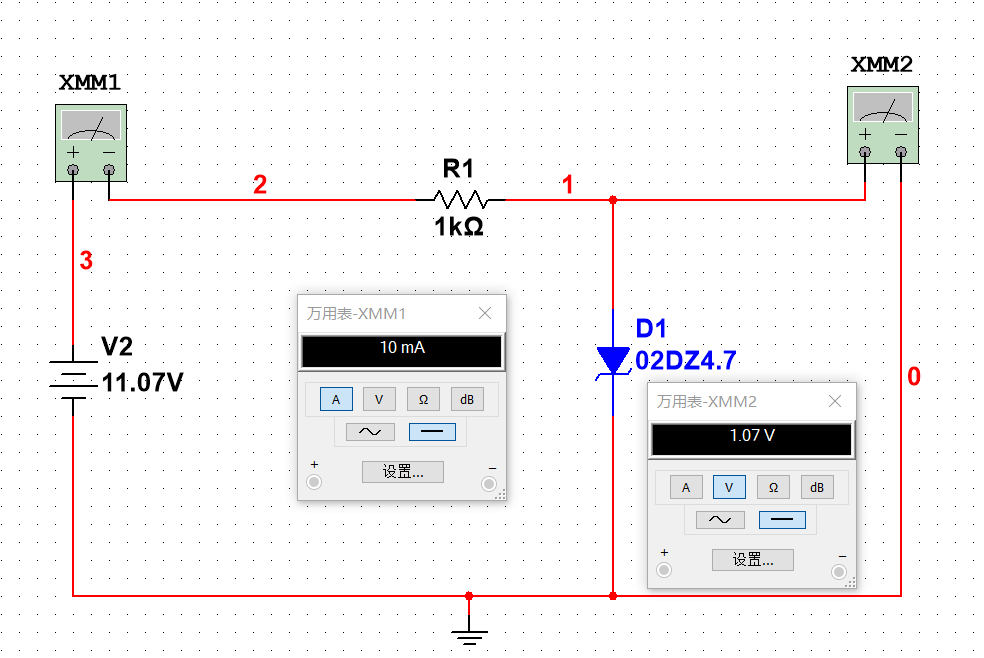 XMM1
XMM2
R1
2
1
1kΩ
3
万用表-XMM1
10 mA
A V Ω dB
+ 设置... −
V2
11.07V
D1
02DZ4.7
0
万用表-XMM2
1.07 V
A V Ω dB
+ 设置... −